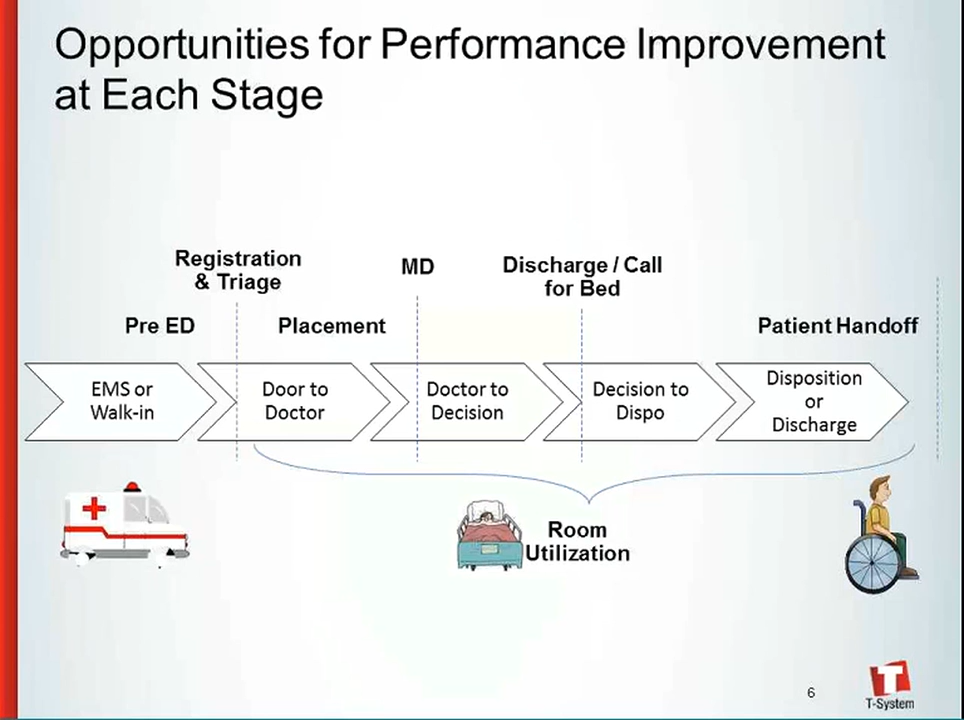 Opportunities for Performance Improvement
at Each Stage
Registration
& Triage
MD
Discharge / Call
for Bed
Pre ED
Placement
Patient Handoff
EMS or
Walk-in
Door to
Doctor
Doctor to
Decision
Decision to
Dispo
Disposition
or
Discharge
Room
Utilization
6
T
T-System